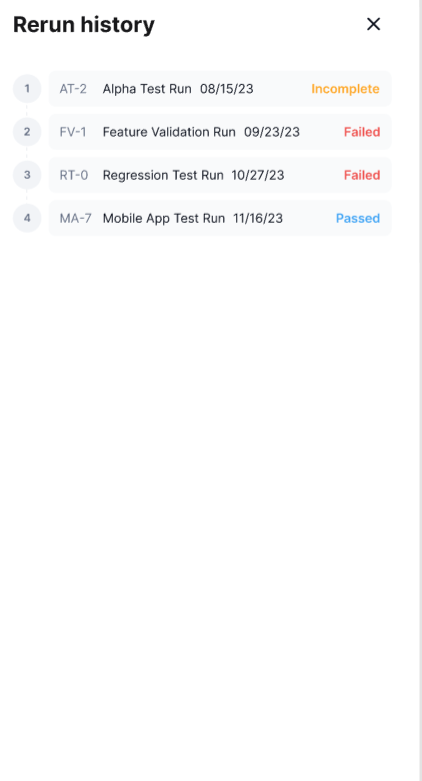 Rerun history
1 AT-2 Alpha Test Run 08/15/23 Incomplete
2 FV-1 Feature Validation Run 09/23/23 Failed
3 RT-0 Regression Test Run 10/27/23 Failed
4 MA-7 Mobile App Test Run 11/16/23 Passed